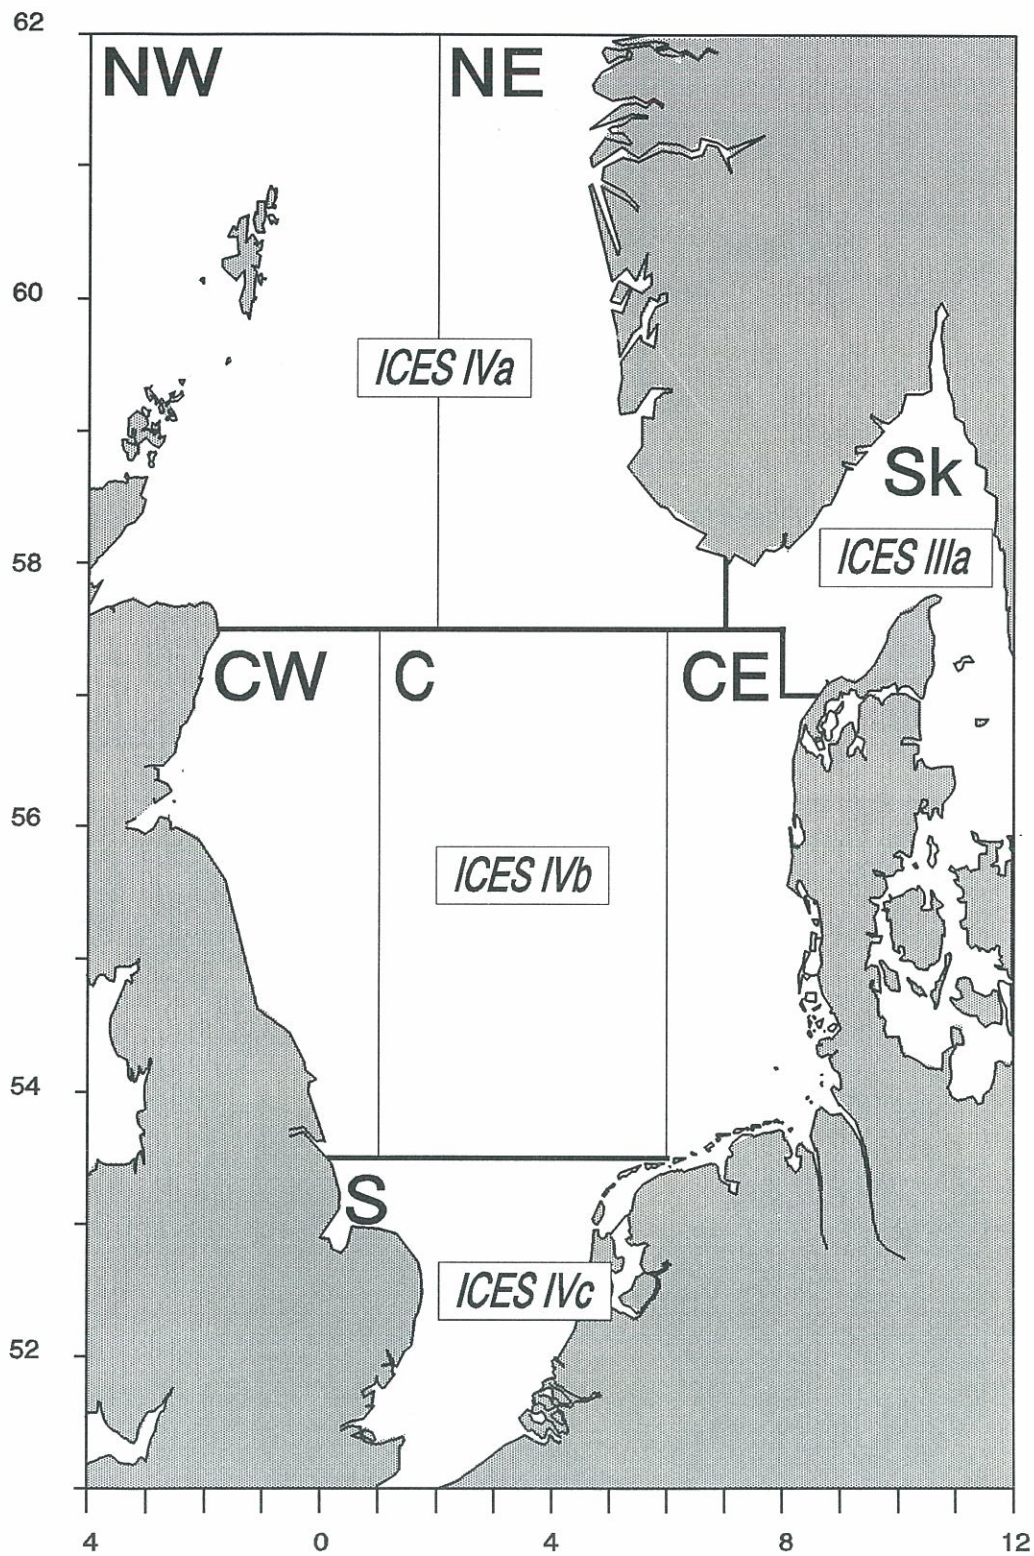 62
NW
NE
60
ICES IVa
Sk
58
ICES IIIa
CW
C
CE
56
ICES IVb
54
S
ICES IVc
52
4
0
4
8
12